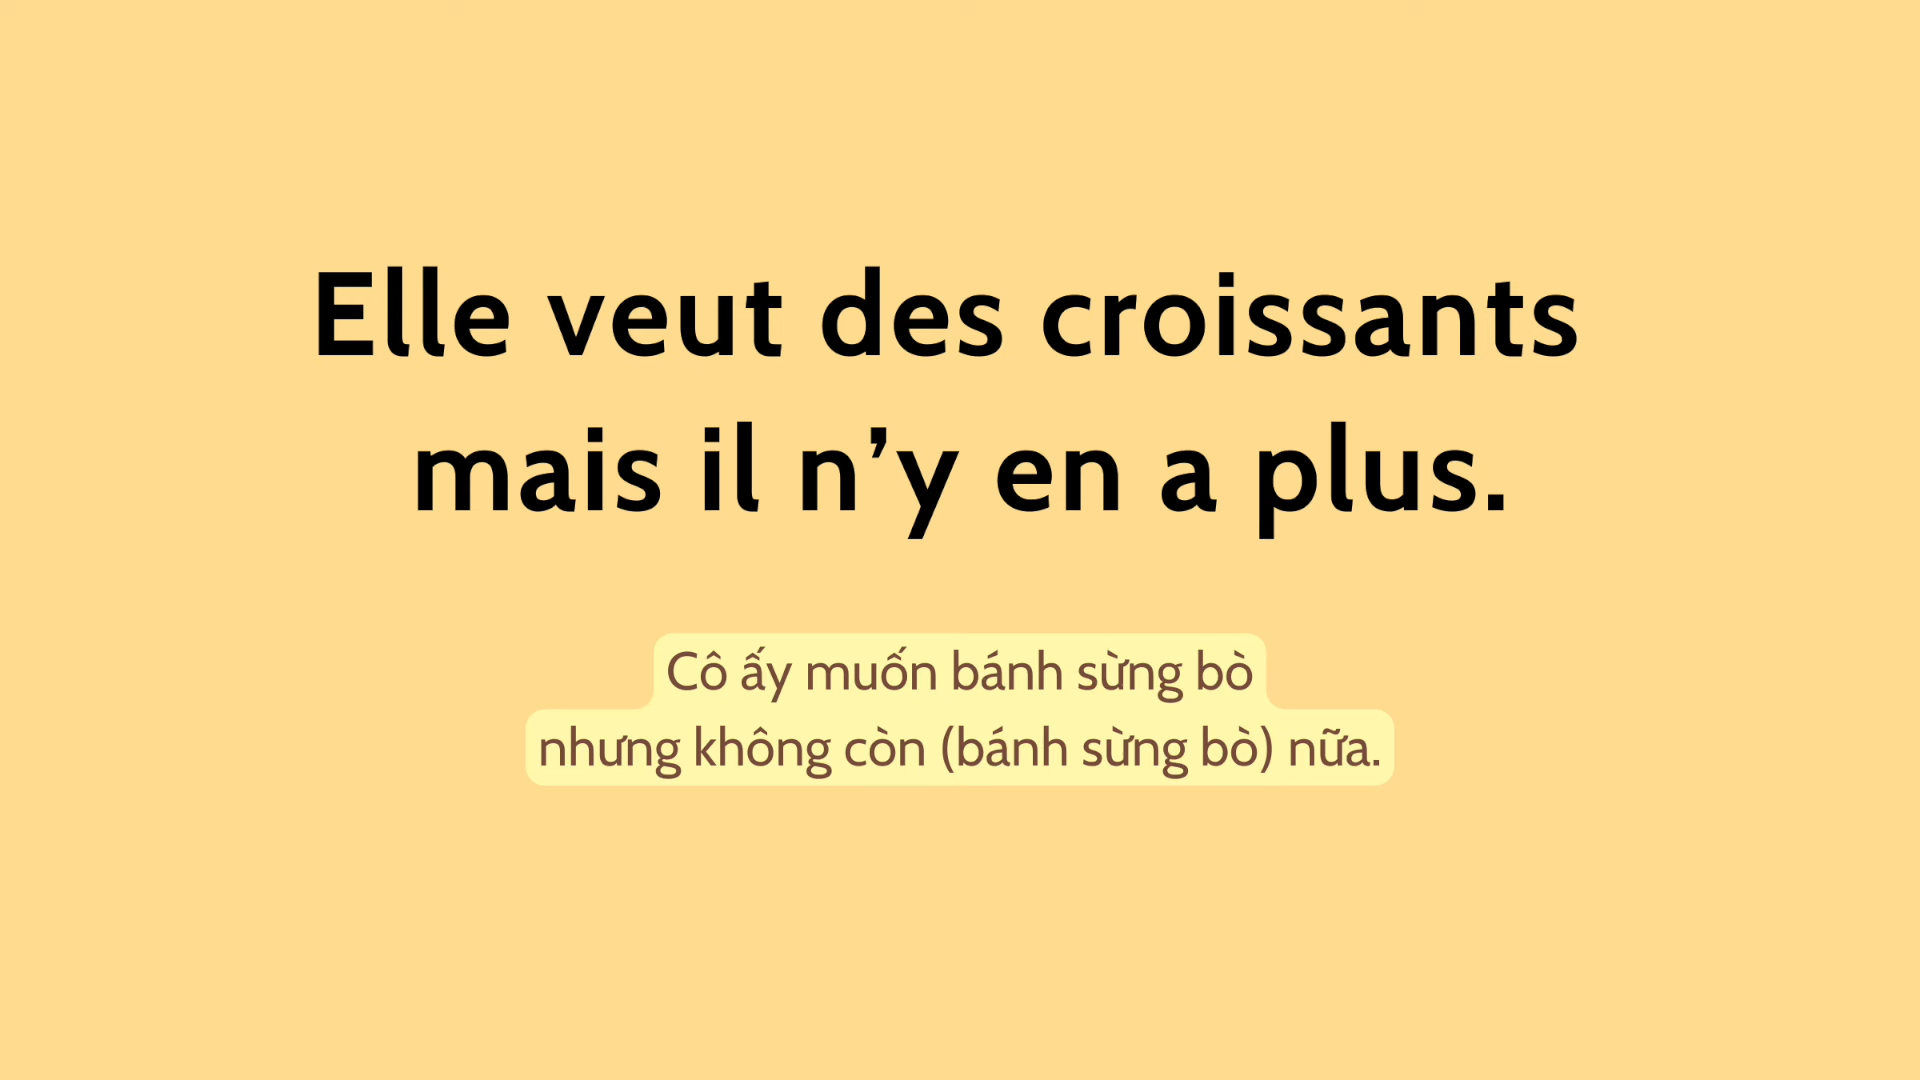 Elle veut des croissants
mais il n’y en a plus.
Cô ấy muốn bánh sừng bò
nhưng không còn (bánh sừng bò) nữa.